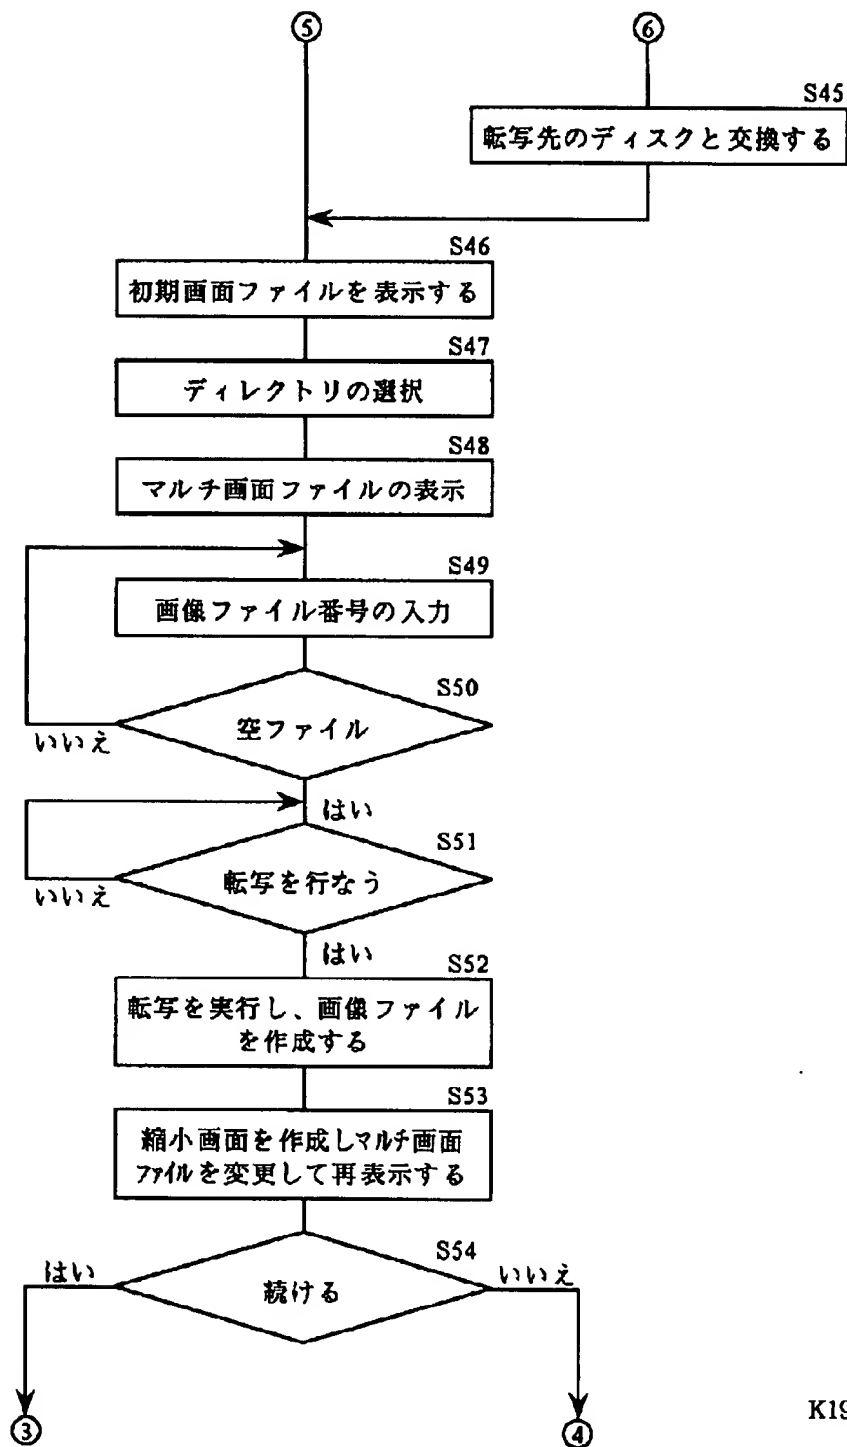 ⑤
⑥
S45
転写先のディスクと交換する
S46
初期画面ファイルを表示する
S47
ディレクトリの選択
S48
マルチ画面ファイルの表示
S49
画像ファイル番号の入力
S50
空ファイル
いいえ
はい
S51
転写を行なう
いいえ
はい
S52
転写を実行し、画像ファイル
を作成する
S53
縮小画面を作成しマルチ画面
ファイルを変更して再表示する
S54
はい
続ける
いいえ
③
④
K19